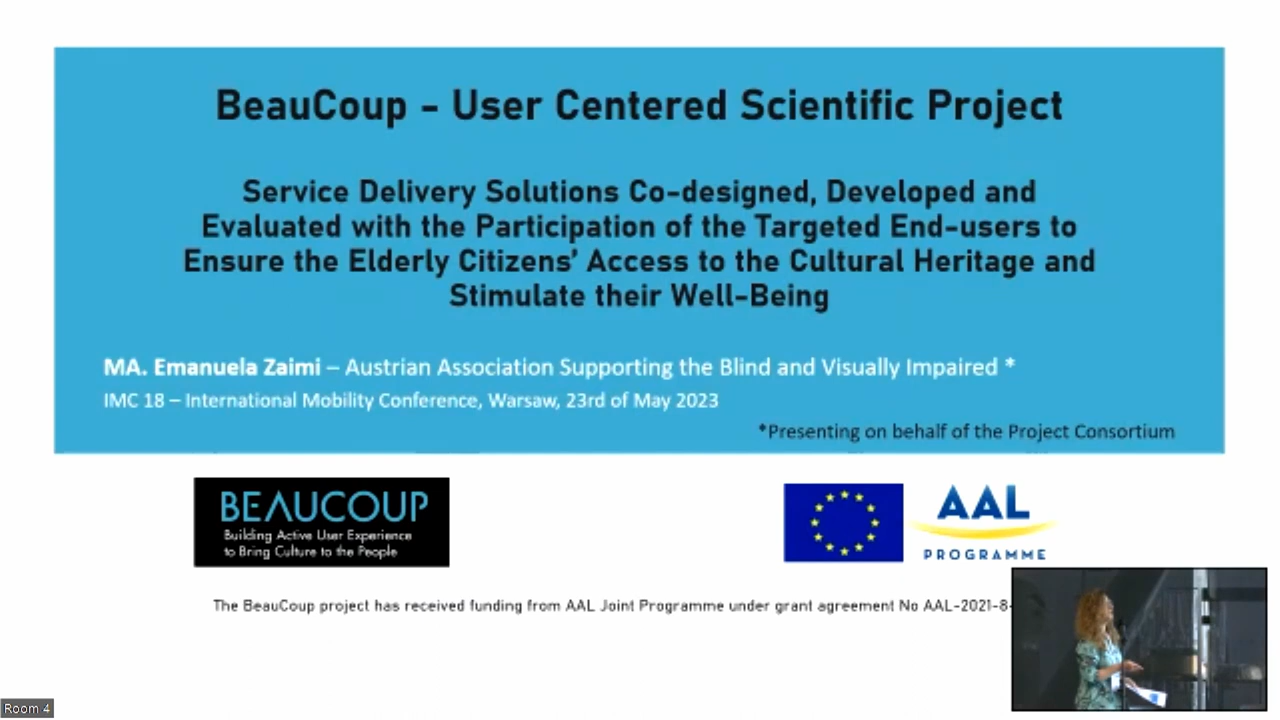 BeauCoup - User Centered Scientific Project
Service Delivery Solutions Co-designed, Developed and
Evaluated with the Participation of the Targeted End-users to
Ensure the Elderly Citizens' Access to the Cultural Heritage and
Stimulate their Well-Being
MA. Emanuela Zaimi – Austrian Association Supporting the Blind and Visually Impaired *
IMC 18 – International Mobility Conference, Warsaw, 23rd of May 2023
*Presenting on behalf of the Project Consortium
BEAUCOUP
Building Active User Experience
to Bring Culture to the People
AAL
PROGRAMME
The BeauCoup project has received funding from AAL Joint Programme under grant agreement No AAL-2021-8-
Room 4